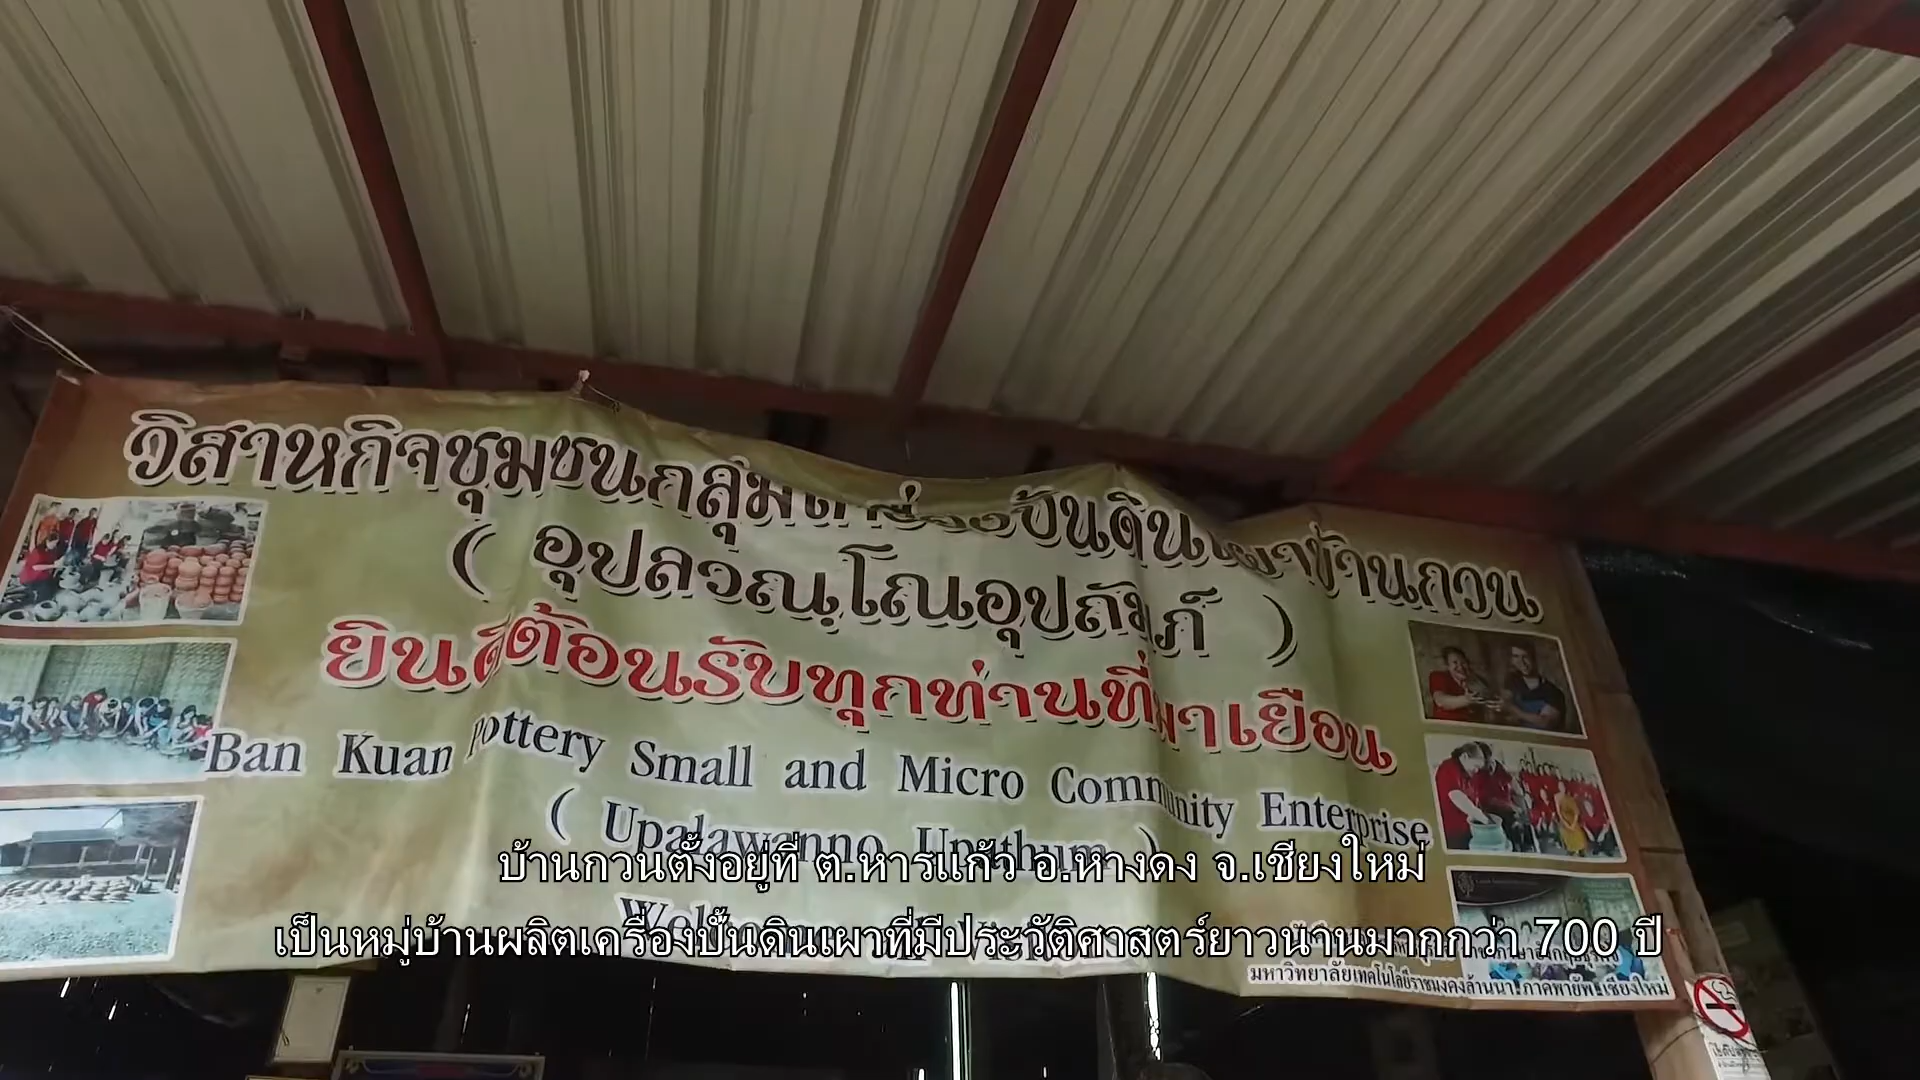 วิสาหกิจชุมชนกลุ่มเครื่องปั้นดินเผาบ้านกวน
( อุปลวณฺโณอุปถัมภ์ )
ยินดีต้อนรับทุกท่านที่มาเยือน
Ban Kuan Pottery Small and Micro Community Enterprise
( Upalawanno Upathum )
บ้านกวนตั้งอยู่ที่ ต.หารแก้ว อ.หางดง จ.เชียงใหม่
เป็นหมู่บ้านผลิตเครื่องปั้นดินเผาที่มีประวัติศาสตร์ยาวนานมากกว่า 700 ปี
มหาวิทยาลัยเทคโนโลยีราชมงคลล้านนา ภาคพายัพ เชียงใหม่